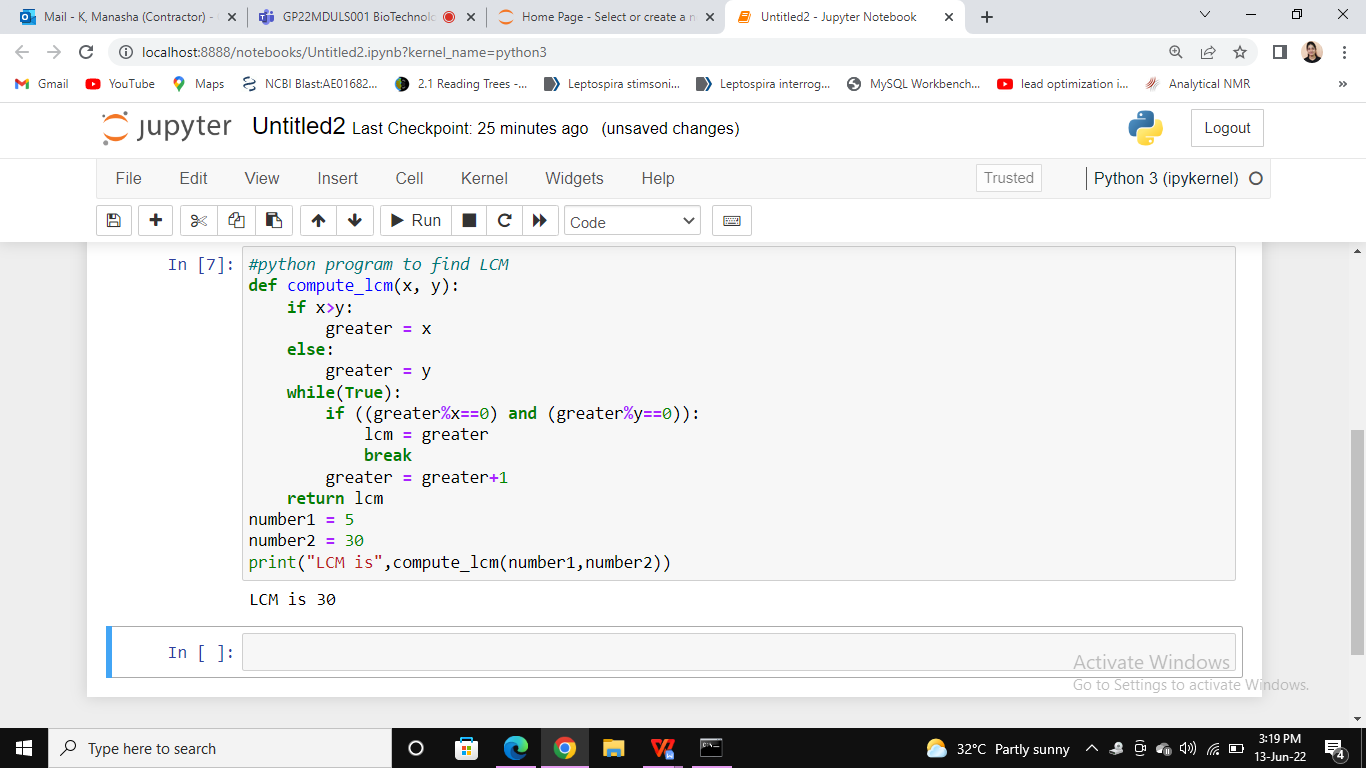 Mail - K, Manasha (Contractor) -
GP22MDULS001 BioTechnolo
Home Page - Select or create a n
Untitled2 - Jupyter Notebook
localhost:8888/notebooks/Untitled2.ipynb?kernel_name=python3
Gmail YouTube Maps NCBI Blast:AE01682... 2.1 Reading Trees -... Leptospira stimsoni... Leptospira interrog... MySQL Workbench... lead optimization i... Analytical NMR »
jupyter Untitled2 Last Checkpoint: 25 minutes ago (unsaved changes) Logout
File Edit View Insert Cell Kernel Widgets Help Trusted Python 3 (ipykernel)
Run Code
In [7]: #python program to find LCM
def compute_lcm(x, y):
    if x>y:
        greater = x
    else:
        greater = y
    while(True):
        if ((greater%x==0) and (greater%y==0)):
            lcm = greater
            break
        greater = greater+1
    return lcm
number1 = 5
number2 = 30
print("LCM is",compute_lcm(number1,number2))
LCM is 30
In [ ]:
Activate Windows
Go to Settings to activate Windows.
Type here to search
32°C Partly sunny
3:19 PM
13-Jun-22
4